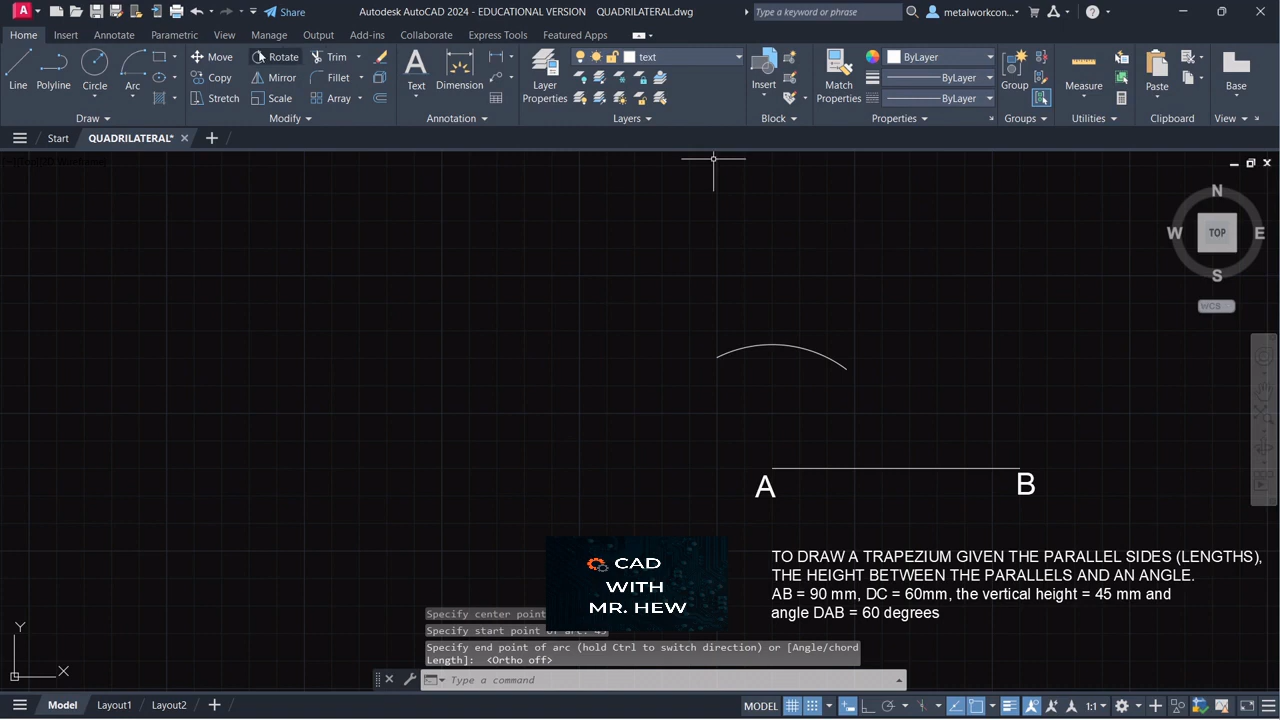 Share
Autodesk AutoCAD 2024 - EDUCATIONAL VERSION QUADRILATERAL.dwg
Type a keyword or phrase
metalworkcon...
Home Insert Annotate Parametric View Manage Output Collaborate Express Tools Featured Apps
Line Polyline Circle Arc
Move Rotate Trim
Copy Mirror Fillet
Stretch Scale Array
Text Dimension
Layer Properties
text
Insert
Match Properties
ByLayer
ByLayer
ByLayer
Group Measure Paste Base
Draw Modify Annotation Layers Block Properties Groups Utilities Clipboard View
Start QUADRILATERAL*
N
W TOP E
S
WCS
A B
TO DRAW A TRAPEZIUM GIVEN THE PARALLEL SIDES (LENGTHS),
THE HEIGHT BETWEEN THE PARALLELS AND AN ANGLE.
AB = 90 mm, DC = 60mm, the vertical height = 45 mm and
angle DAB = 60 degrees
CAD
WITH
MR. HEW
Specify center point
Specify start point of arc: 45
Specify end point of arc (hold Ctrl to switch direction) or [Angle/chord
Length]: <Ortho off>
Type a command
Y
X
Model Layout1 Layout2
MODEL
1:1